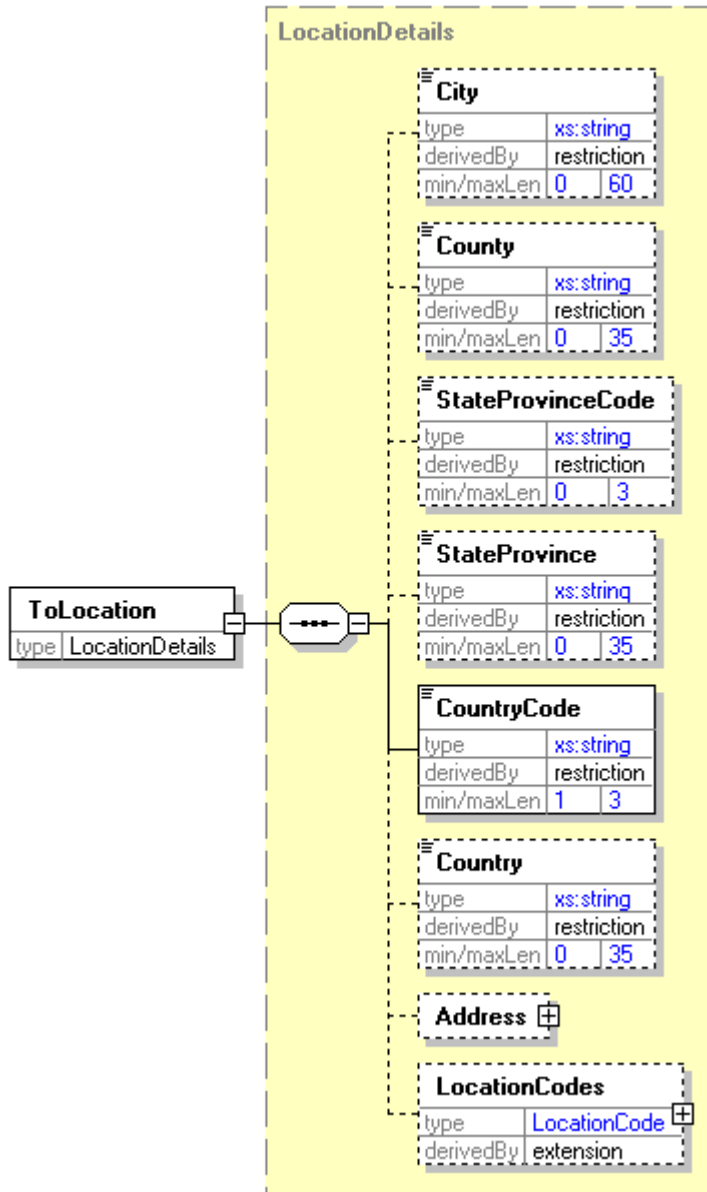 LocationDetails
City
type xs:string
derivedBy restriction
min/maxLen 0 60
County
type xs:string
derivedBy restriction
min/maxLen 0 35
StateProvinceCode
type xs:string
derivedBy restriction
min/maxLen 0 3
StateProvince
type xs:string
derivedBy restriction
min/maxLen 0 35
ToLocation
type LocationDetails
CountryCode
type xs:string
derivedBy restriction
min/maxLen 1 3
Country
type xs:string
derivedBy restriction
min/maxLen 0 35
Address
LocationCodes
type LocationCode
derivedBy extension